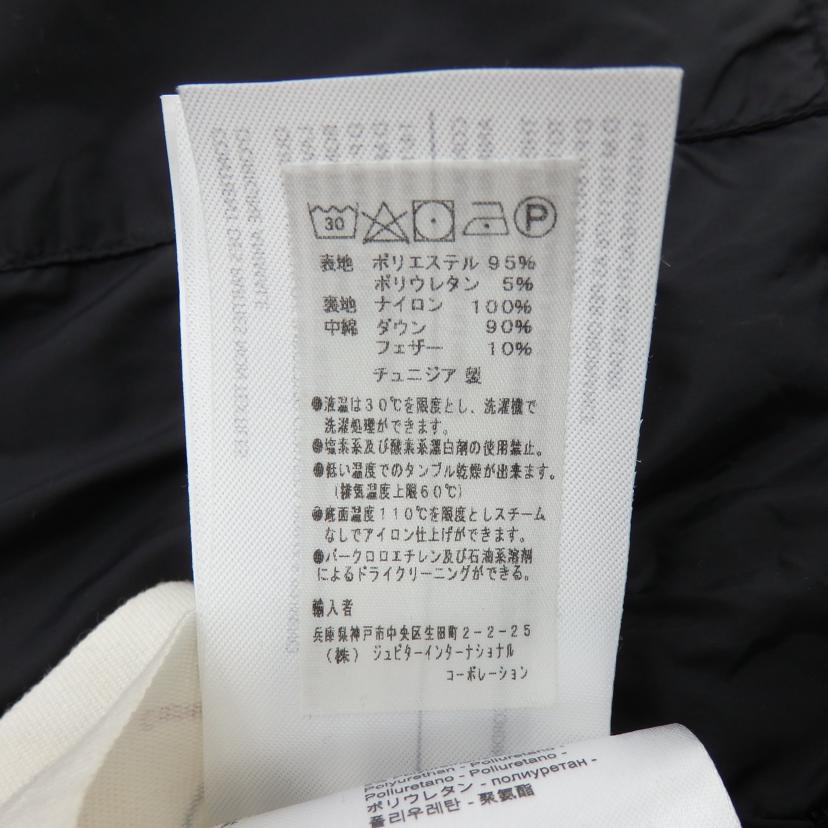 30 P
表地 ポリエステル 95%
ポリウレタン 5%
裏地 ナイロン 100%
中綿 ダウン 90%
フェザー 10%
チュニジア 製
●液温は30℃を限度とし、洗濯機で
洗濯処理ができます。
●塩素系及び酸素系漂白剤の使用禁止。
●低い温度でのタンブル乾燥が出来ます。
(排気温度上限60℃)
●底面温度110℃を限度としスチーム
なしでアイロン仕上げができます。
●パークロロエチレン及び石油系溶剤
によるドライクリーニングができる。
輸入者
兵庫県神戸市中央区生田町2-2-25
(株) ジュピターインターナショナル
コーポレーション
Polyurethan - Poliuretano -
Poliuretano - Poliuretano -
ポリウレタン - полиуретан -
폴리우레탄 - 聚氨酯